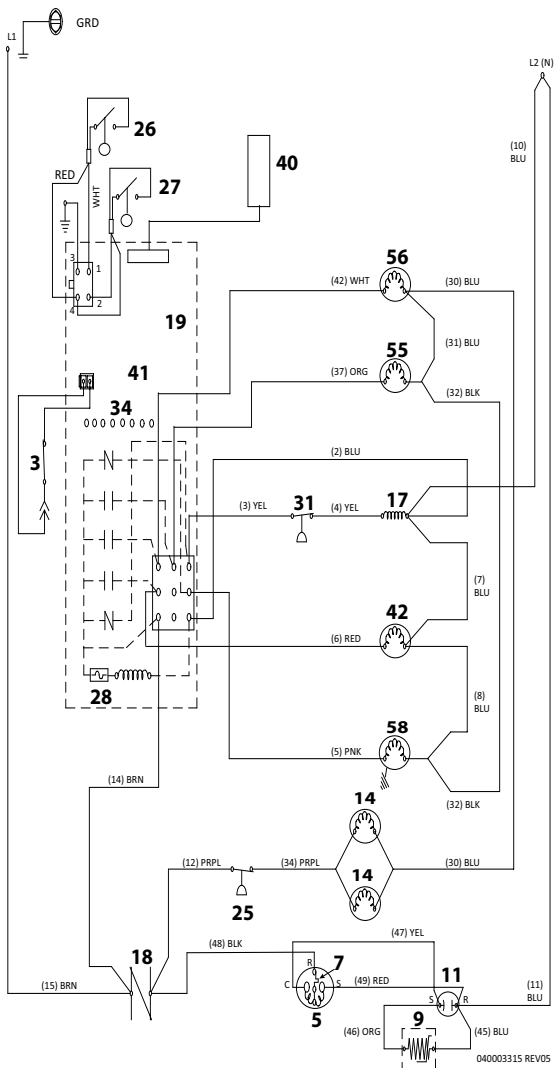 GRD
L1
L2 (N)
26
(10)
BLU
RED
WHT
27
40
3
1
4
2
19
56
(42) WHT
(30) BLU
(31) BLU
55
(37) ORG
(32) BLK
41
34
3
(2) BLU
(3) YEL
31
(4) YEL
17
(7)
BLU
42
(6) RED
28
(8)
BLU
58
(5) PNK
(14) BRN
(32) BLK
14
(12) PRPL
(34) PRPL
(30) BLU
14
25
(47) YEL
18
(48) BLK
R
7
C
S
(49) RED
11
(15) BRN
5
S
R
(11)
BLU
9
(46) ORG
(45) BLU
040003315 REV05